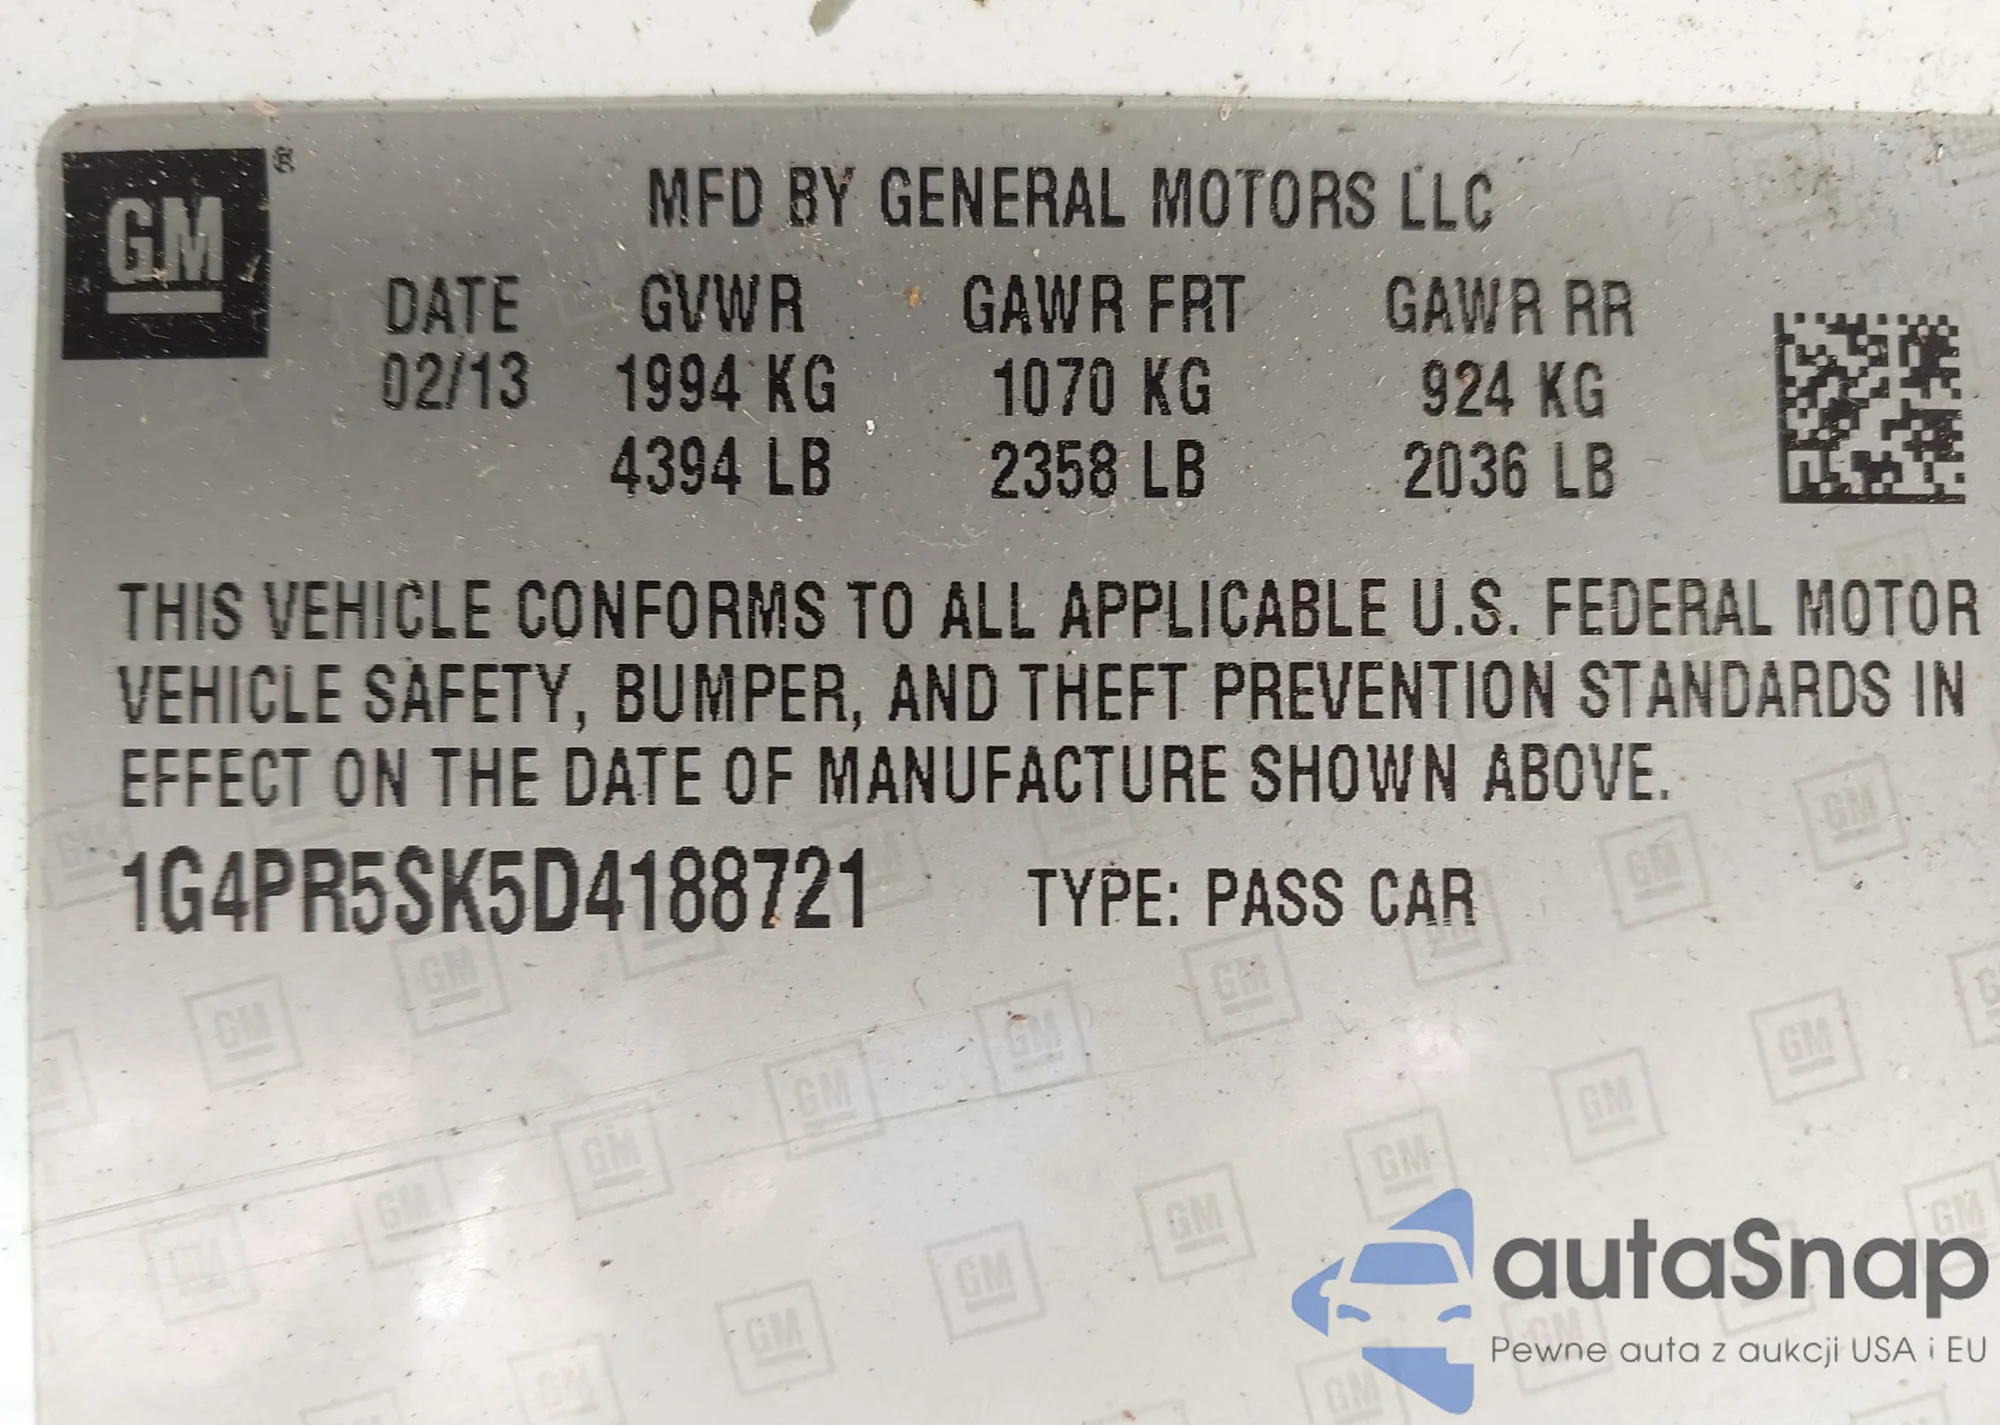 GM®
MFD BY GENERAL MOTORS LLC
DATE GVWR GAWR FRT GAWR RR
02/13 1994 KG 1070 KG 924 KG
4394 LB 2358 LB 2036 LB
THIS VEHICLE CONFORMS TO ALL APPLICABLE U.S. FEDERAL MOTOR
VEHICLE SAFETY, BUMPER, AND THEFT PREVENTION STANDARDS IN
EFFECT ON THE DATE OF MANUFACTURE SHOWN ABOVE.
1G4PR5SK5D4188721 TYPE: PASS CAR
autaSnap
Pewne auta z aukcji USA i EU